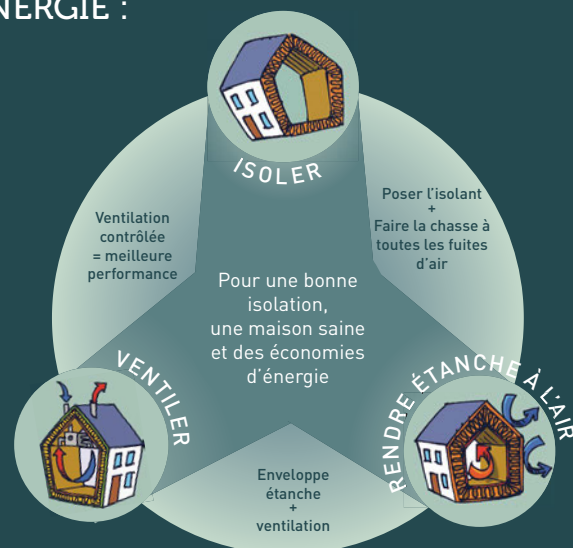 NERGIE :
ISOLER
Ventilation
contrôlée
= meilleure
performance
Poser l'isolant
+
Faire la chasse à
toutes les fuites
d'air
Pour une bonne
isolation,
une maison saine
et des économies
d'énergie
VENTILER
RENDRE ÉTANCHE À L'AIR
Enveloppe
étanche
+
ventilation